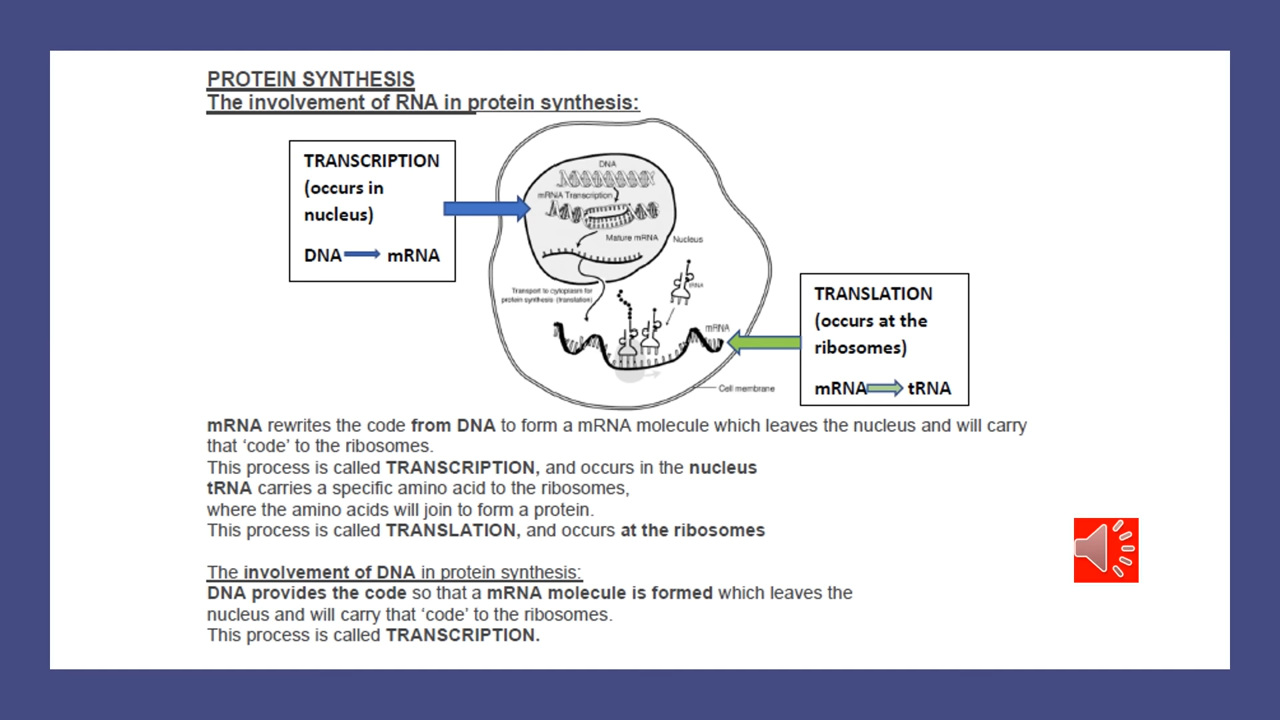 PROTEIN SYNTHESIS
The involvement of RNA in protein synthesis:
TRANSCRIPTION
(occurs in
nucleus)
DNA mRNA
DNA
mRNA Transcription
Mature mRNA
Nucleus
Transport to cytoplasm for
protein synthesis (translation)
tRNA
mRNA
Cell membrane
TRANSLATION
(occurs at the
ribosomes)
mRNA tRNA
mRNA rewrites the code from DNA to form a mRNA molecule which leaves the nucleus and will carry
that ‘code’ to the ribosomes.
This process is called TRANSCRIPTION, and occurs in the nucleus
tRNA carries a specific amino acid to the ribosomes,
where the amino acids will join to form a protein.
This process is called TRANSLATION, and occurs at the ribosomes
The involvement of DNA in protein synthesis:
DNA provides the code so that a mRNA molecule is formed which leaves the
nucleus and will carry that ‘code’ to the ribosomes.
This process is called TRANSCRIPTION.